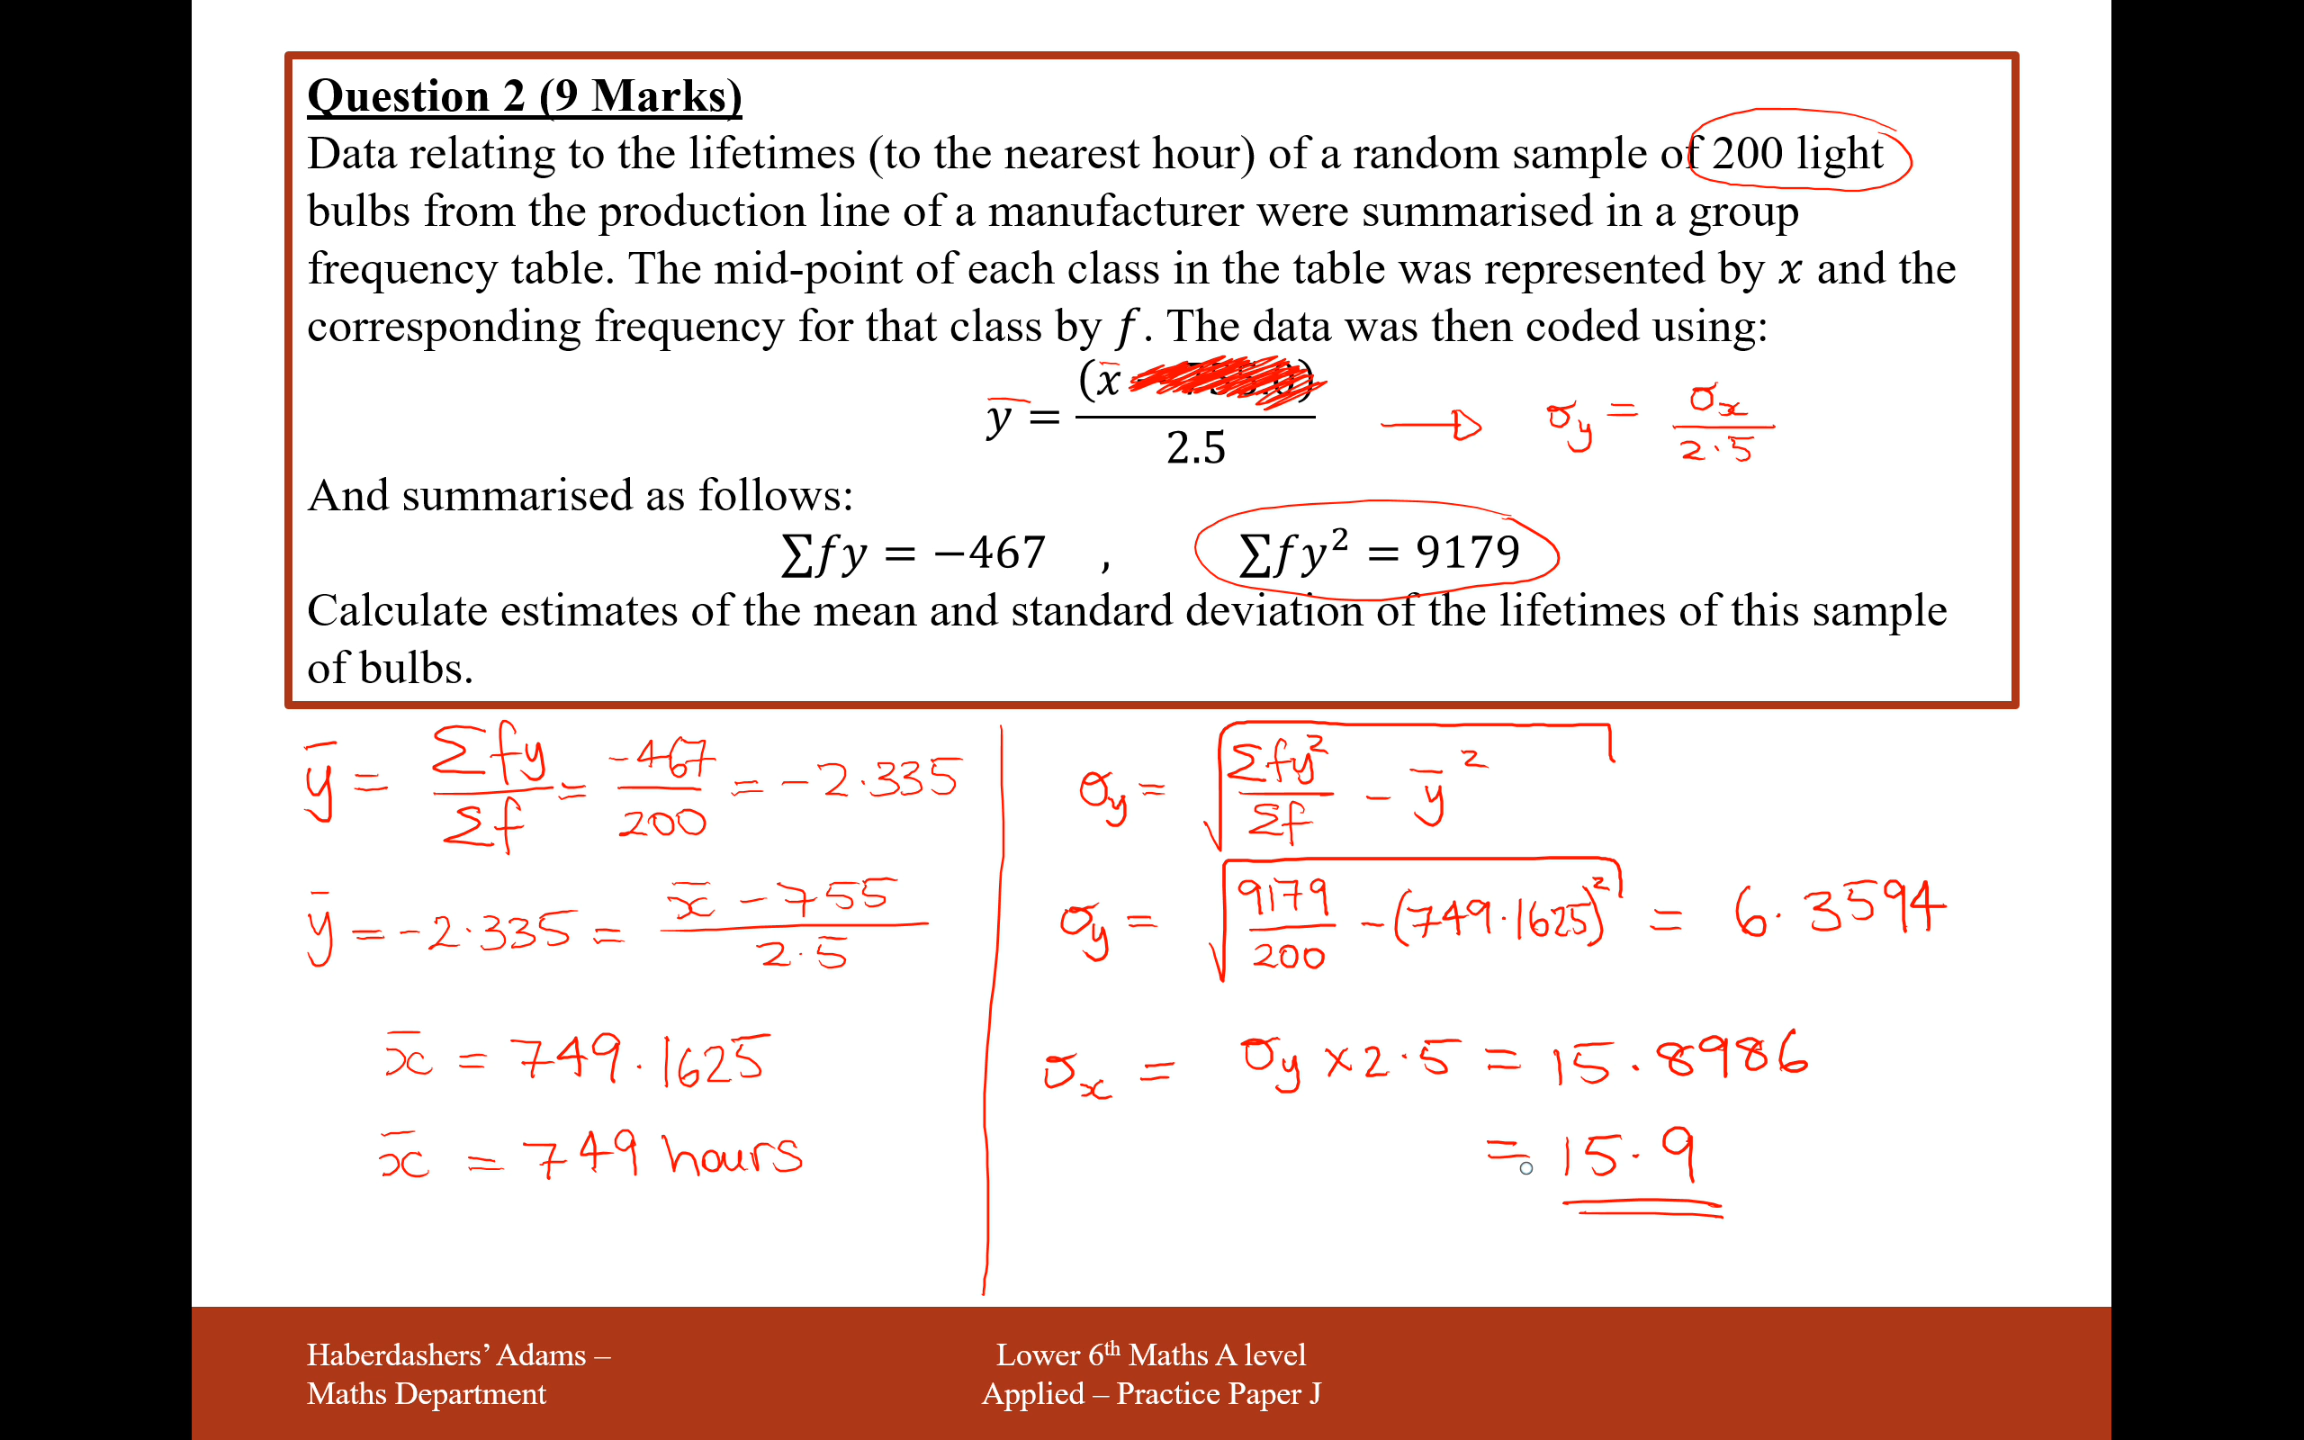 Question 2 (9 Marks)
Data relating to the lifetimes (to the nearest hour) of a random sample of 200 light
bulbs from the production line of a manufacturer were summarised in a group
frequency table. The mid-point of each class in the table was represented by x and the
corresponding frequency for that class by f. The data was then coded using:
y̅ = (x̅ / 2.5 → σy = σx / 2.5
And summarised as follows:
∑fy = −467 , ∑fy² = 9179
Calculate estimates of the mean and standard deviation of the lifetimes of this sample
of bulbs.
y̅ = Σfy / Σf = -467 / 200 = -2.335
y̅ = -2.335 = x̅ - 755 / 2.5
x̅ = 749.1625
x̅ = 749 hours
σy = √(Σfy² / Σf - y̅²)
σy = √(9179 / 200 - (749.1625)²) = 6.3594
σx = σy × 2.5 = 15.8986
= 15.9
Haberdashers' Adams –
Maths Department
Lower 6th Maths A level
Applied – Practice Paper J